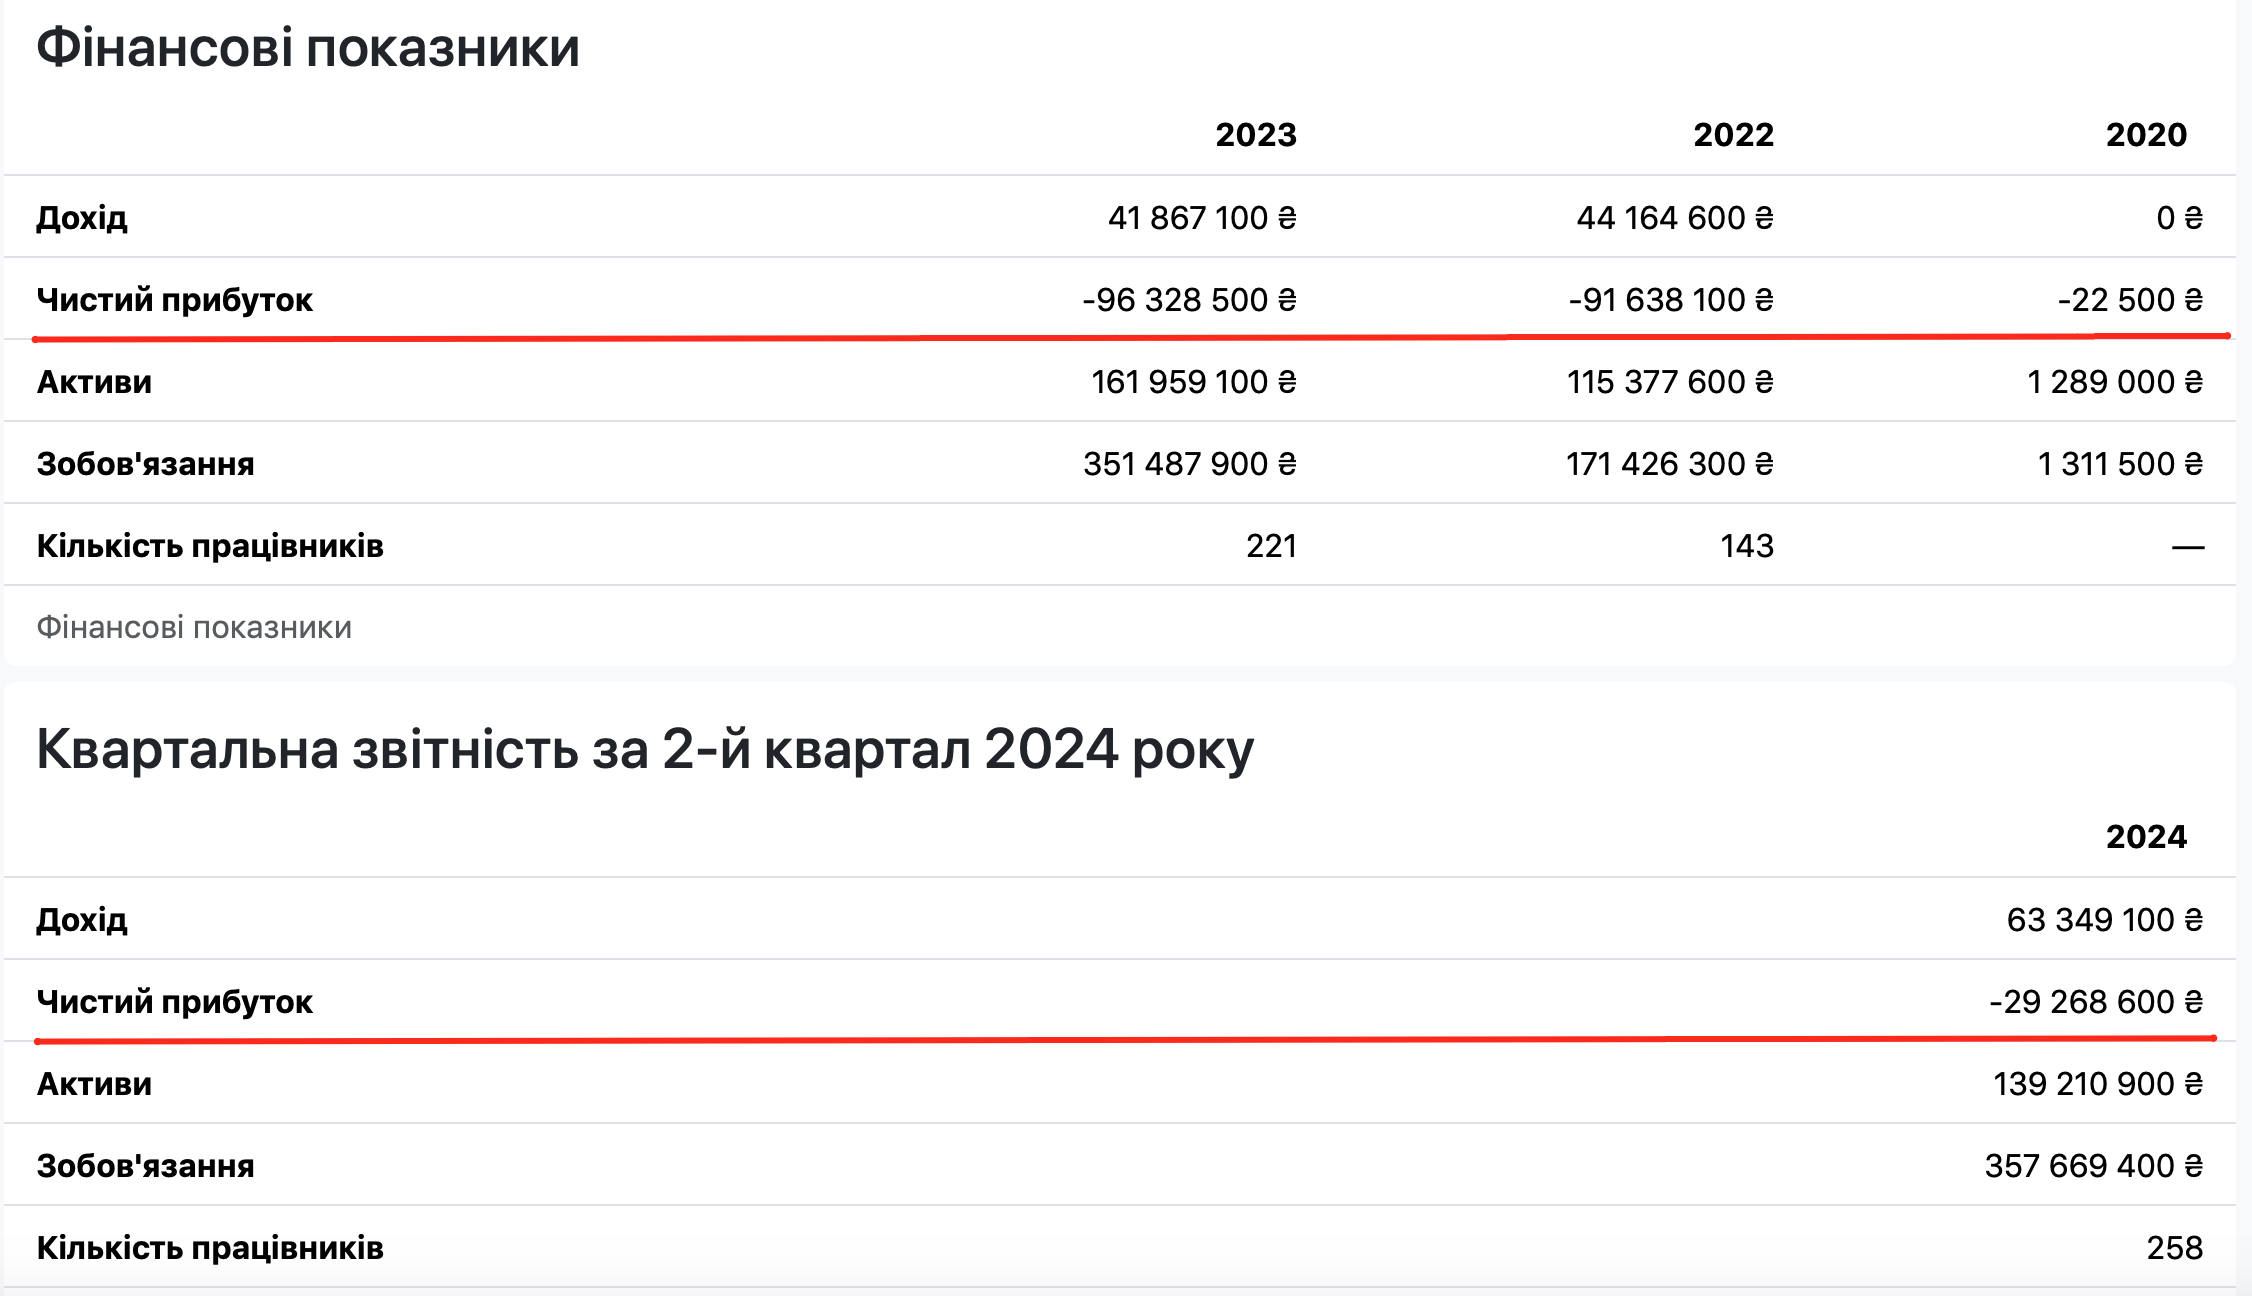 Фінансові показники
2023 2022 2020
Дохід 41 867 100 ₴ 44 164 600 ₴ 0 ₴
Чистий прибуток -96 328 500 ₴ -91 638 100 ₴ -22 500 ₴
Активи 161 959 100 ₴ 115 377 600 ₴ 1 289 000 ₴
Зобов'язання 351 487 900 ₴ 171 426 300 ₴ 1 311 500 ₴
Кількість працівників 221 143 —
Фінансові показники
Квартальна звітність за 2-й квартал 2024 року
2024
Дохід 63 349 100 ₴
Чистий прибуток -29 268 600 ₴
Активи 139 210 900 ₴
Зобов'язання 357 669 400 ₴
Кількість працівників 258